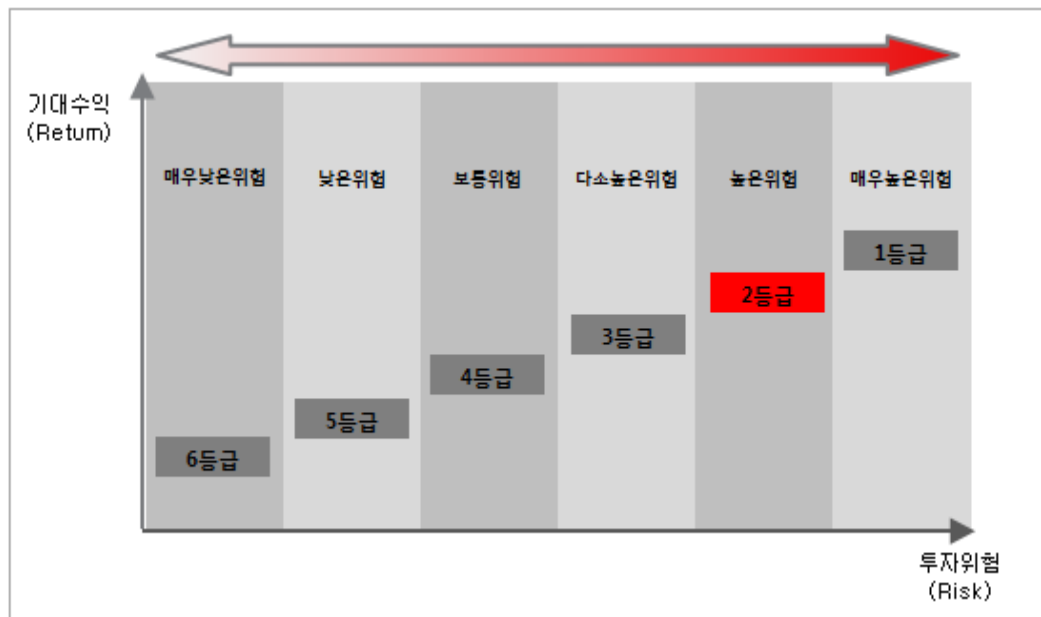 기대수익
(Retum)
매우낮은위험
낮은위험
보통위험
다소높은위험
높은위험
매우높은위험
1등급
2등급
3등급
4등급
5등급
6등급
투자위험
(Risk)